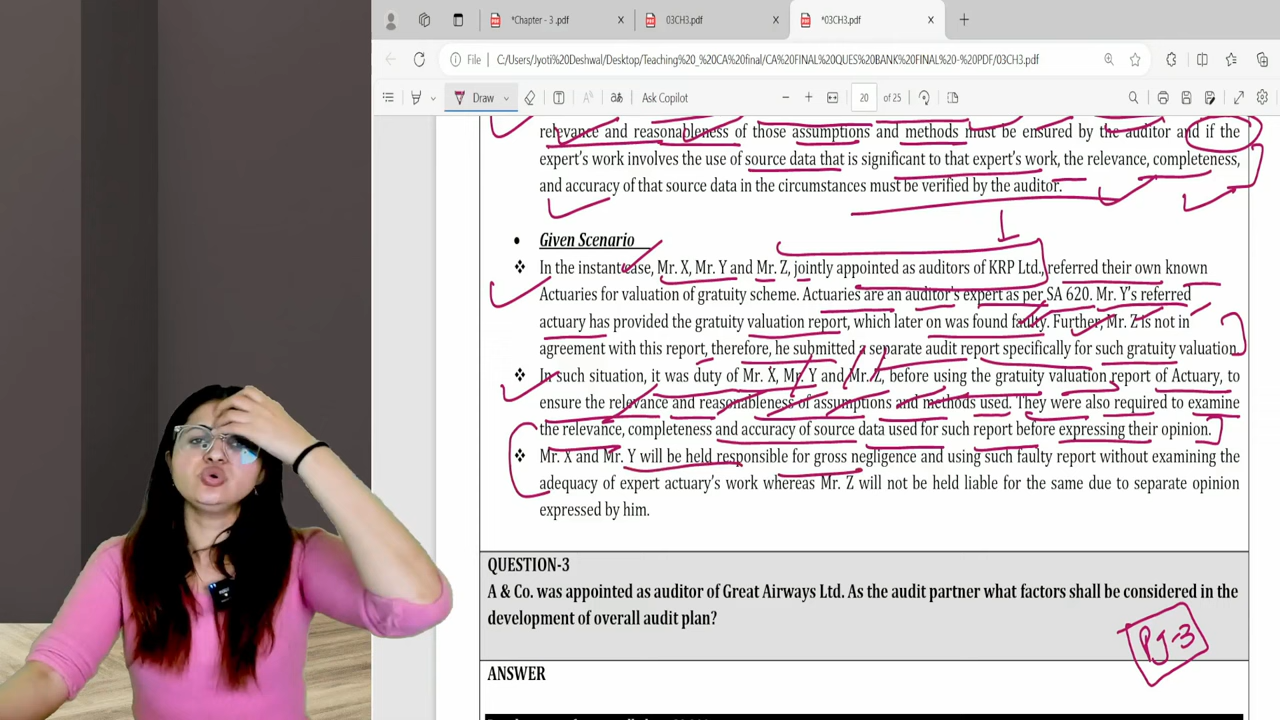 *Chapter - 3 .pdf
03CH3.pdf
*03CH3.pdf
File
C:/Users/Jyoti%20Deshwal/Desktop/Teaching%20_%20CA%20final/CA%20FINAL%20QUES%20BANK%20FINAL%20-%20PDF/03CH3.pdf
Draw
Ask Copilot
20 of 25
relevance and reasonableness of those assumptions and methods must be ensured by the auditor and if the
expert's work involves the use of source data that is significant to that expert's work, the relevance, completeness,
and accuracy of that source data in the circumstances must be verified by the auditor.
• Given Scenario
❖ In the instant case, Mr. X, Mr. Y and Mr. Z, jointly appointed as auditors of KRP Ltd., referred their own known
Actuaries for valuation of gratuity scheme. Actuaries are an auditor's expert as per SA 620. Mr. Y's referred
actuary has provided the gratuity valuation report, which later on was found faulty. Further, Mr. Z is not in
agreement with this report, therefore, he submitted a separate audit report specifically for such gratuity valuation.
❖ In such situation, it was duty of Mr. X, Mr. Y and Mr. Z, before using the gratuity valuation report of Actuary, to
ensure the relevance and reasonableness of assumptions and methods used. They were also required to examine
the relevance, completeness and accuracy of source data used for such report before expressing their opinion.
❖ Mr. X and Mr. Y will be held responsible for gross negligence and using such faulty report without examining the
adequacy of expert actuary's work whereas Mr. Z will not be held liable for the same due to separate opinion
expressed by him.
QUESTION-3
A & Co. was appointed as auditor of Great Airways Ltd. As the audit partner what factors shall be considered in the
development of overall audit plan?
Pg-3
ANSWER